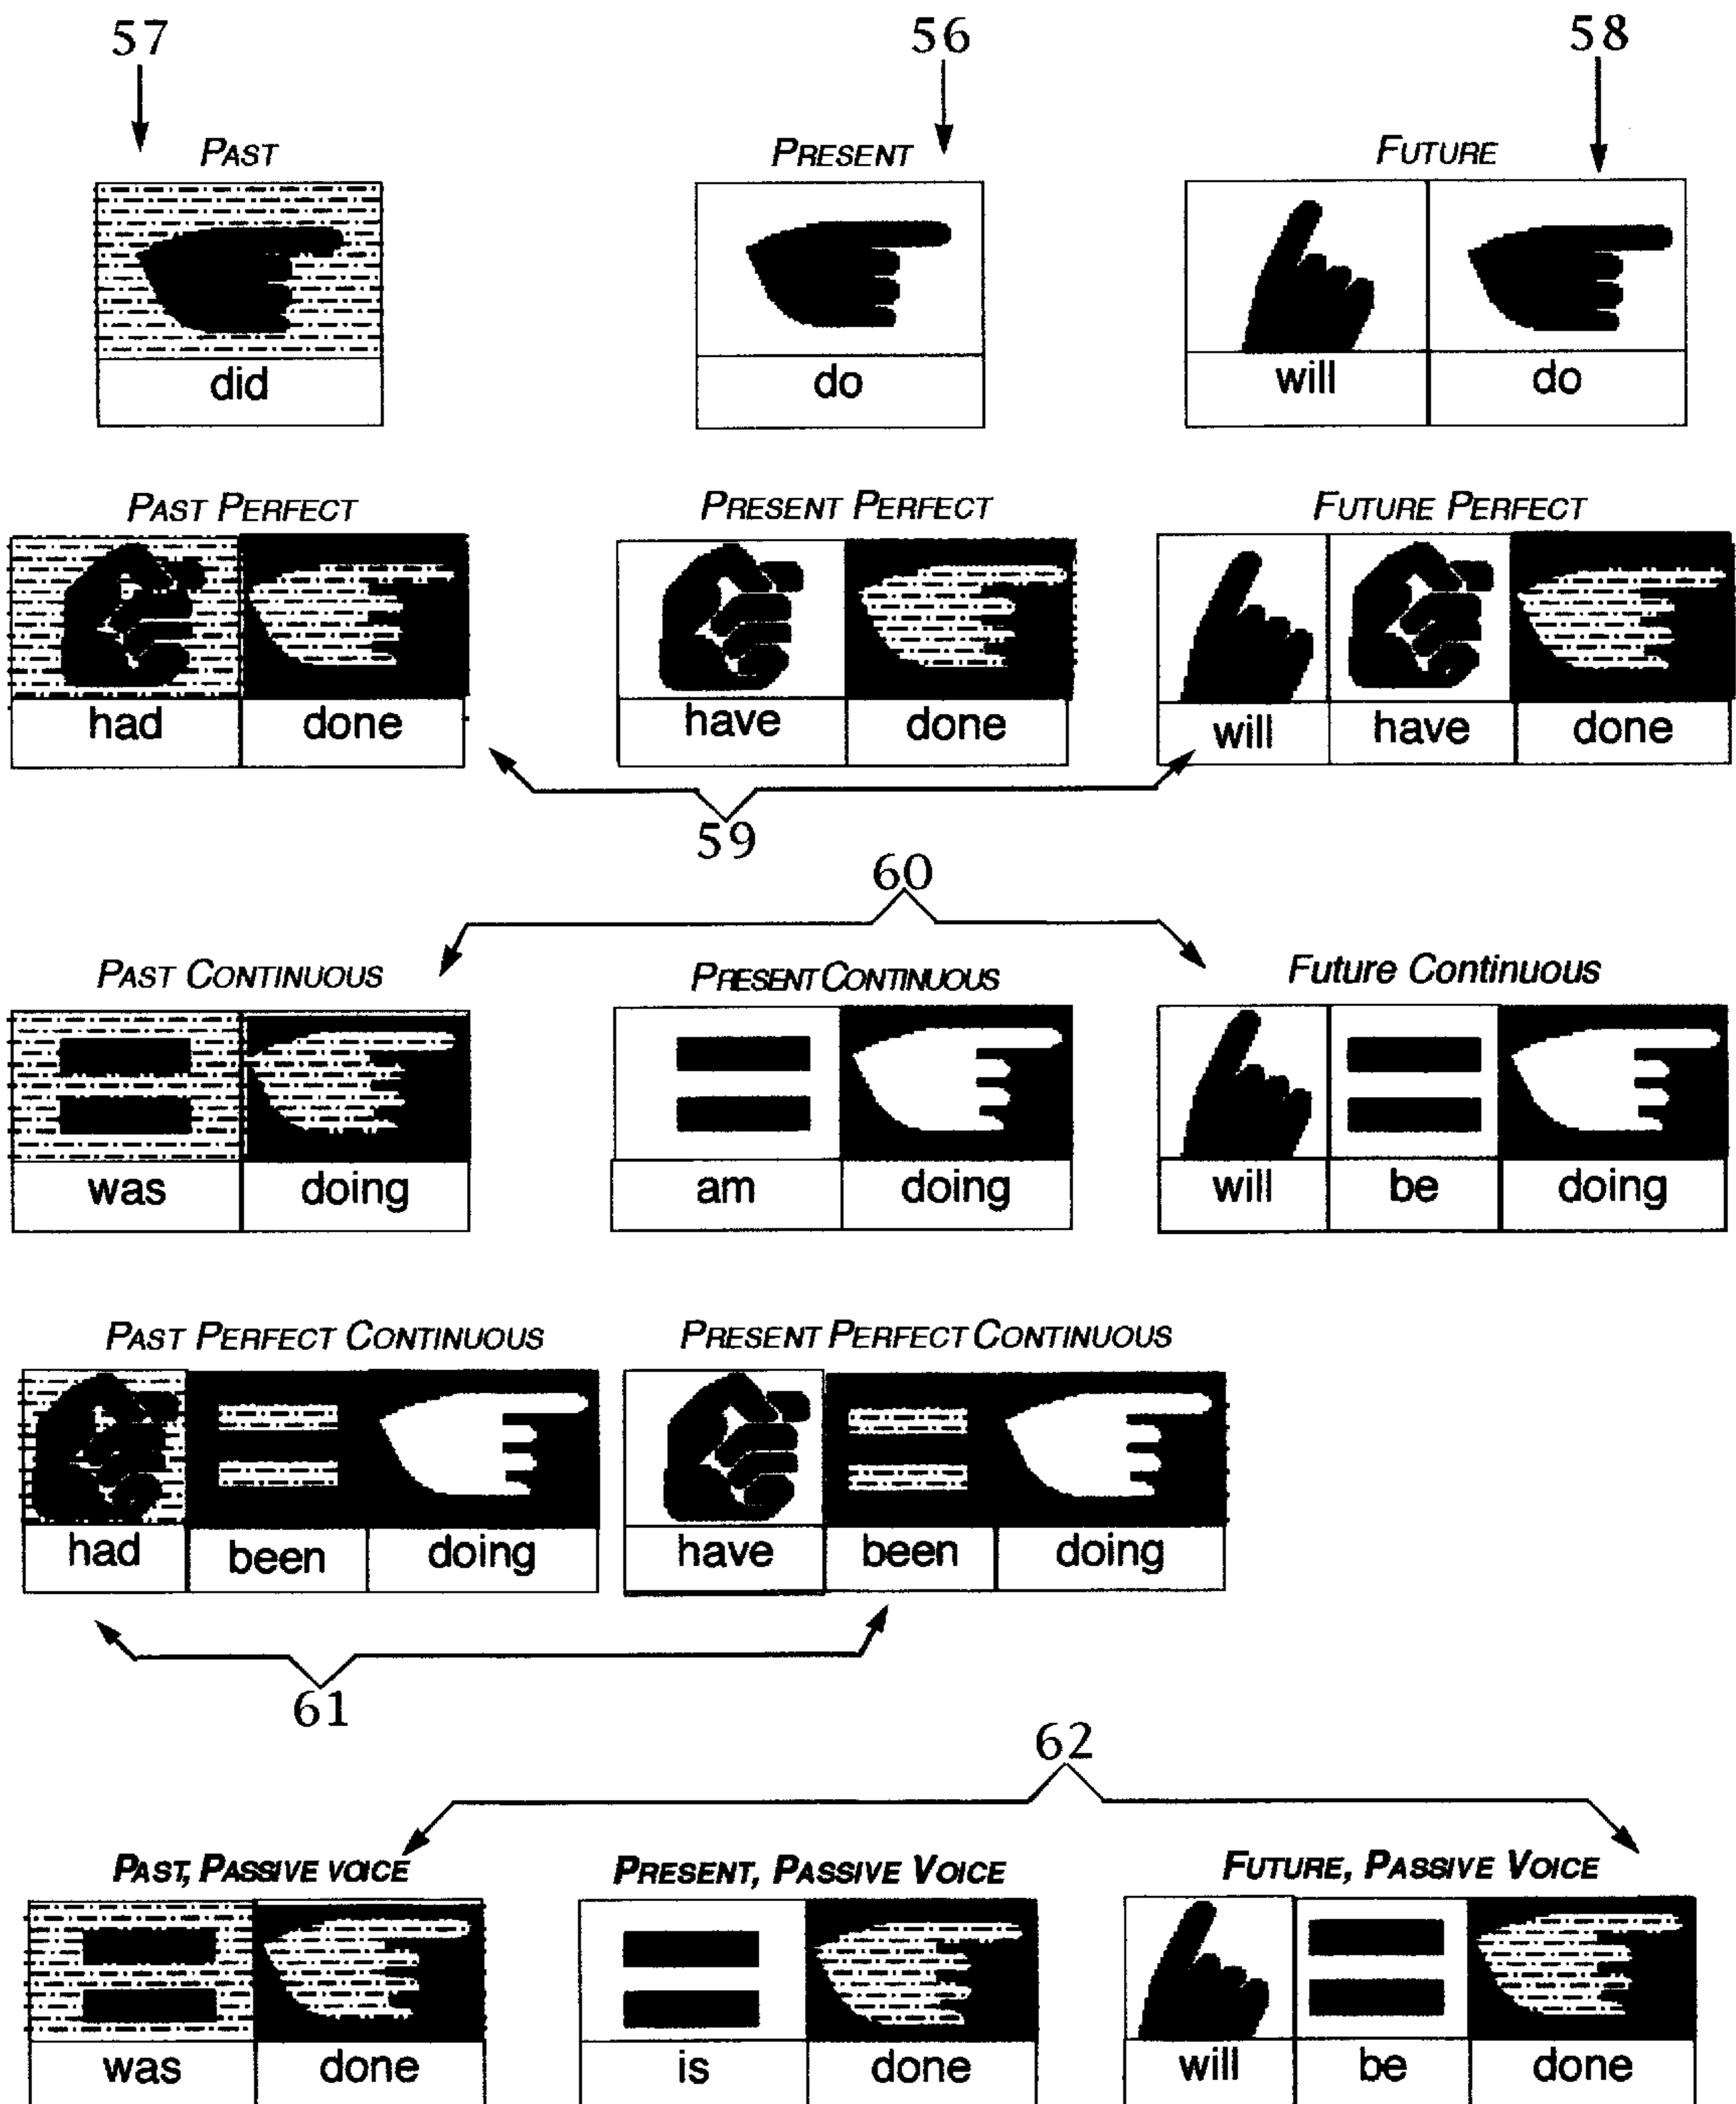 57 56 58
PAST PRESENT FUTURE
did do will do
PAST PERFECT PRESENT PERFECT FUTURE PERFECT
had done have done will have done
59
60
PAST CONTINUOUS PRESENT CONTINUOUS Future Continuous
was doing am doing will be doing
PAST PERFECT CONTINUOUS PRESENT PERFECT CONTINUOUS
had been doing have been doing
61
62
PAST, PASSIVE VOICE PRESENT, PASSIVE VOICE FUTURE, PASSIVE VOICE
was done is done will be done